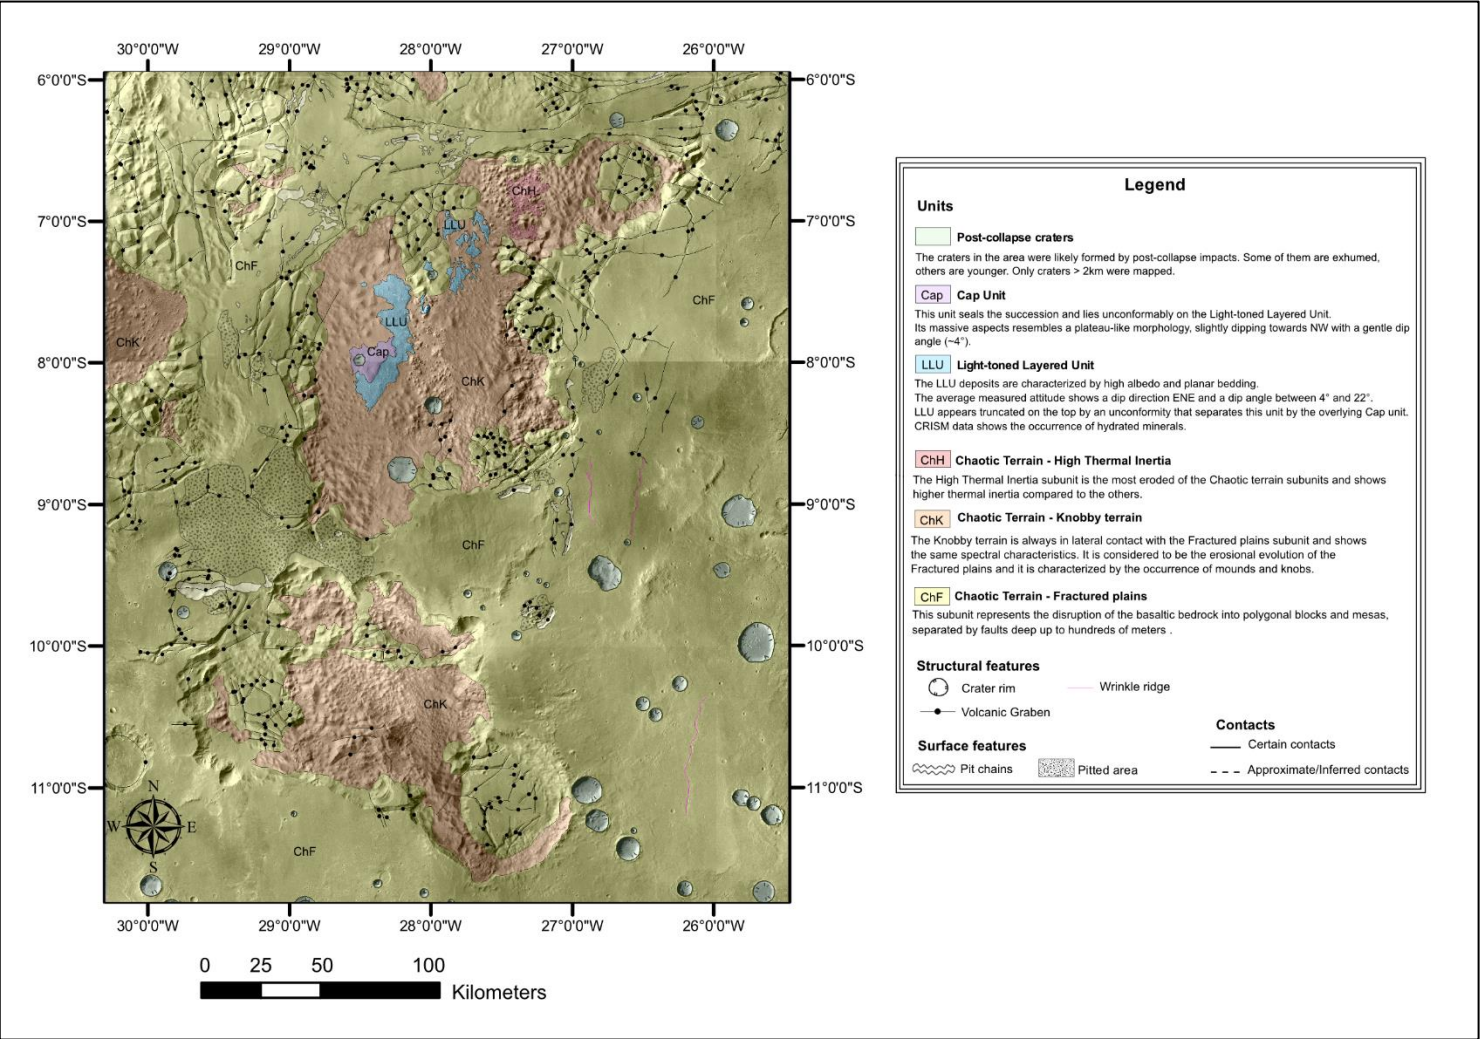 30°0'0"W 29°0'0"W 28°0'0"W 27°0'0"W 26°0'0"W
6°0'0"S 6°0'0"S
ChH
7°0'0"S LLU 7°0'0"S
ChF
ChF
LLU
ChK
Cap
8°0'0"S 8°0'0"S
ChK
9°0'0"S 9°0'0"S
ChF
10°0'0"S 10°0'0"S
ChK
11°0'0"S 11°0'0"S
N
W E
S
ChF
30°0'0"W 29°0'0"W 28°0'0"W 27°0'0"W 26°0'0"W
0 25 50 100
Kilometers
Legend
Units
Post-collapse craters
The craters in the area were likely formed by post-collapse impacts. Some of them are exhumed,
others are younger. Only craters > 2km were mapped.
Cap Cap Unit
This unit seals the succession and lies unconformably on the Light-toned Layered Unit.
Its massive aspects resembles a plateau-like morphology, slightly dipping towards NW with a gentle dip
angle (~4°).
LLU Light-toned Layered Unit
The LLU deposits are characterized by high albedo and planar bedding.
The average measured attitude shows a dip direction ENE and a dip angle between 4° and 22°.
LLU appears truncated on the top by an unconformity that separates this unit by the overlying Cap unit.
CRISM data shows the occurrence of hydrated minerals.
ChH Chaotic Terrain - High Thermal Inertia
The High Thermal Inertia subunit is the most eroded of the Chaotic terrain subunits and shows
higher thermal inertia compared to the others.
ChK Chaotic Terrain - Knobby terrain
The Knobby terrain is always in lateral contact with the Fractured plains subunit and shows
the same spectral characteristics. It is considered to be the erosional evolution of the
Fractured plains and it is characterized by the occurrence of mounds and knobs.
ChF Chaotic Terrain - Fractured plains
This subunit represents the disruption of the basaltic bedrock into polygonal blocks and mesas,
separated by faults deep up to hundreds of meters .
Structural features
Crater rim Wrinkle ridge
Volcanic Graben
Surface features
Pit chains Pitted area
Contacts
Certain contacts
Approximate/Inferred contacts